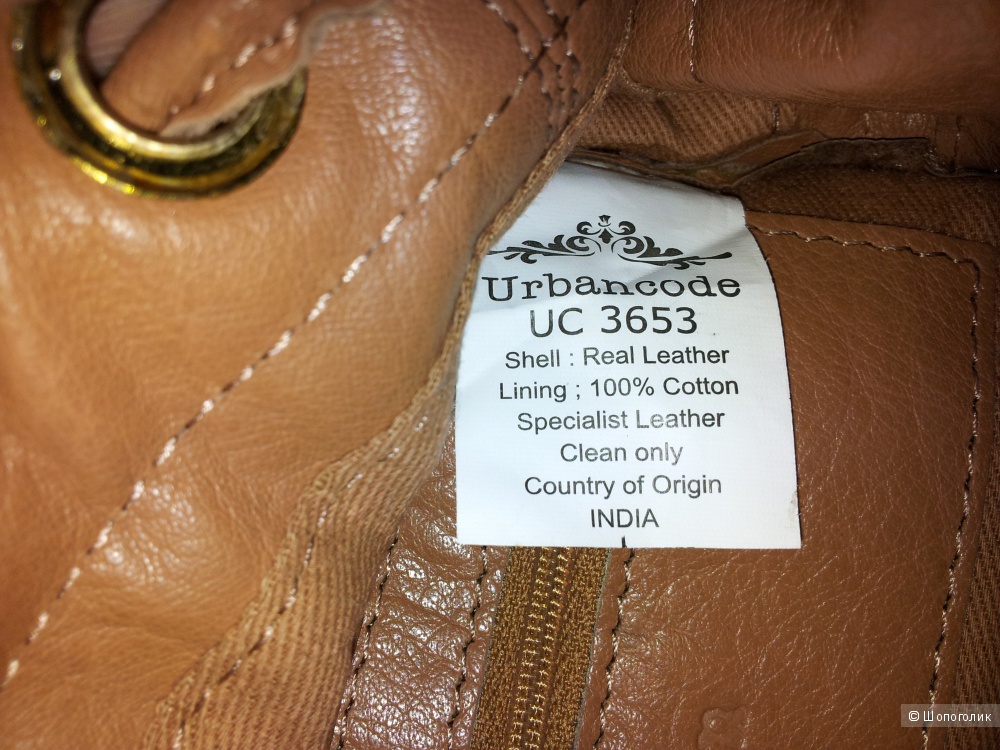 Urbancode
UC 3653
Shell : Real Leather
Lining ; 100% Cotton
Specialist Leather
Clean only
Country of Origin
INDIA
© Шопоголик